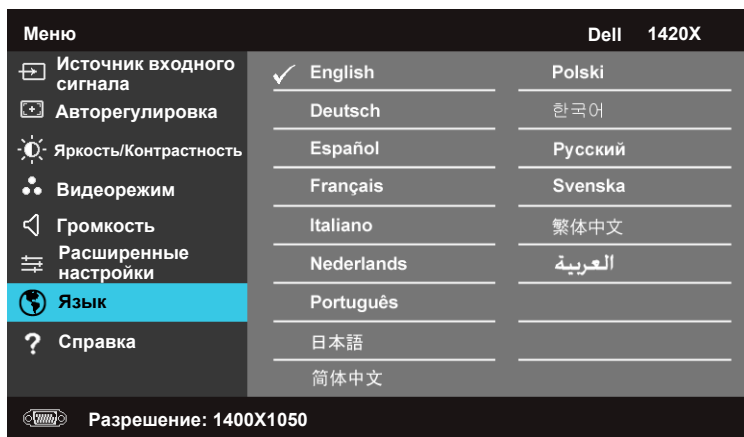 Меню
Dell 1420X
Источник входного
сигнала
Авторегулировка
Яркость/Контрастность
Видеорежим
Громкость
Расширенные
настройки
Язык
? Справка
English
Deutsch
Español
Français
Italiano
Nederlands
Português
日本語
简体中文
Polski
한국어
Русский
Svenska
繁体中文
العربية
Разрешение: 1400X1050